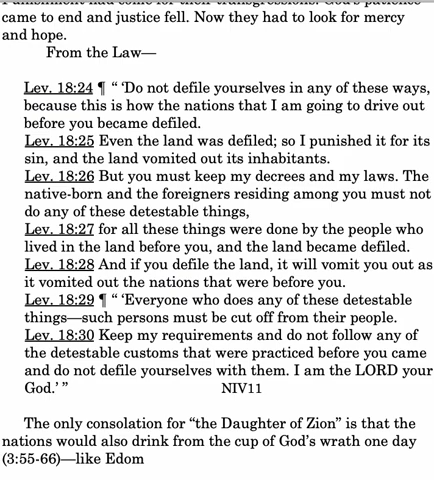 Punishment had come for their transgressions. God's patience
came to end and justice fell. Now they had to look for mercy
and hope.
From the Law—
Lev. 18:24 ¶ “ ‘Do not defile yourselves in any of these ways,
because this is how the nations that I am going to drive out
before you became defiled.
Lev. 18:25 Even the land was defiled; so I punished it for its
sin, and the land vomited out its inhabitants.
Lev. 18:26 But you must keep my decrees and my laws. The
native-born and the foreigners residing among you must not
do any of these detestable things,
Lev. 18:27 for all these things were done by the people who
lived in the land before you, and the land became defiled.
Lev. 18:28 And if you defile the land, it will vomit you out as
it vomited out the nations that were before you.
Lev. 18:29 ¶ “ ‘Everyone who does any of these detestable
things—such persons must be cut off from their people.
Lev. 18:30 Keep my requirements and do not follow any of
the detestable customs that were practiced before you came
and do not defile yourselves with them. I am the LORD your
God.’ ” NIV11
The only consolation for “the Daughter of Zion” is that the
nations would also drink from the cup of God’s wrath one day
(3:55-66)—like Edom